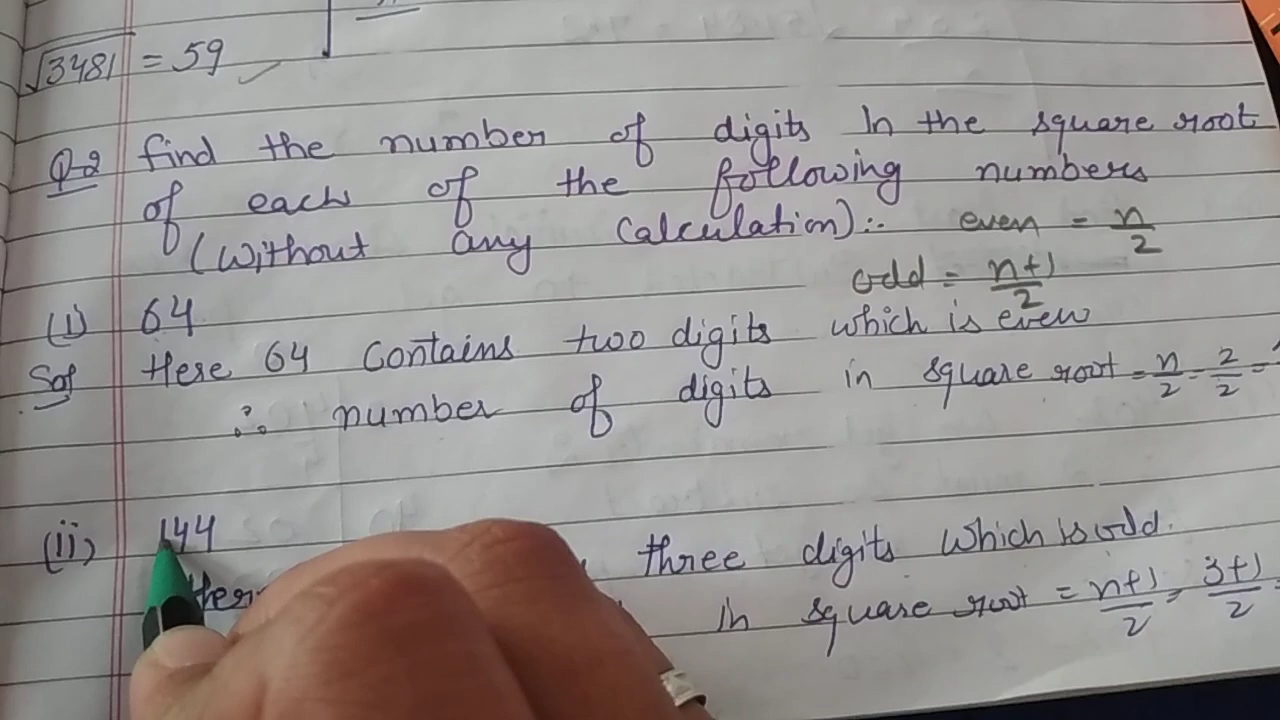 √3481 = 59
Q-2 find the number of digits In the square root
of each of the following numbers
(Without any Calculation):- even = n/2
odd = n+1/2
(i) 64
Sol Here 64 Contains two digits which is even
∴ number of digits in square root = n/2 = 2/2 =
(ii) 144
Here three digits which is odd.
in square root = n+1/2 = 3+1/2 =